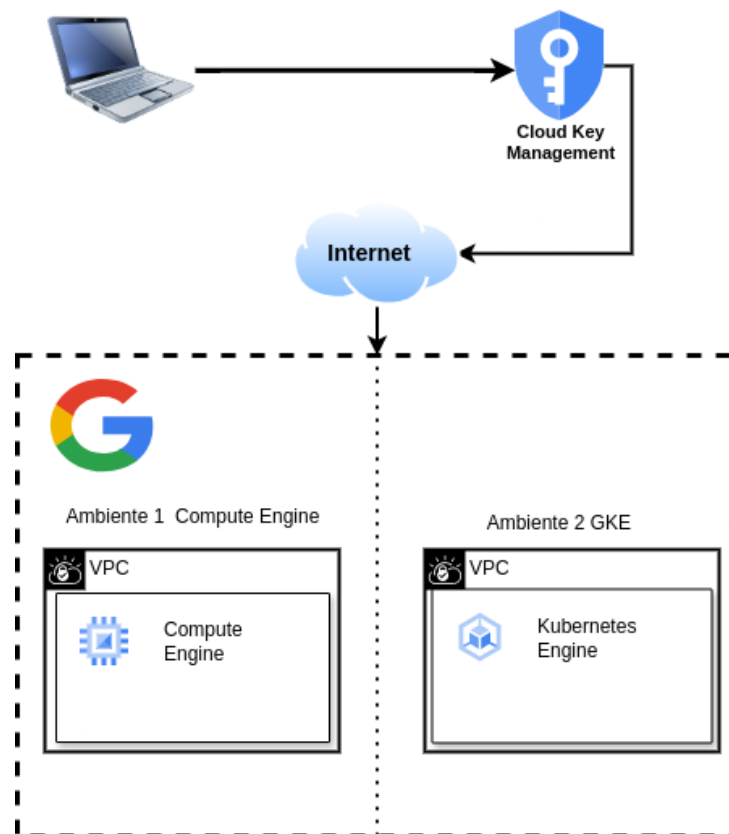 Cloud Key
Management
Internet
Ambiente 1  Compute Engine
Ambiente 2 GKE
VPC
Compute
Engine
VPC
Kubernetes
Engine